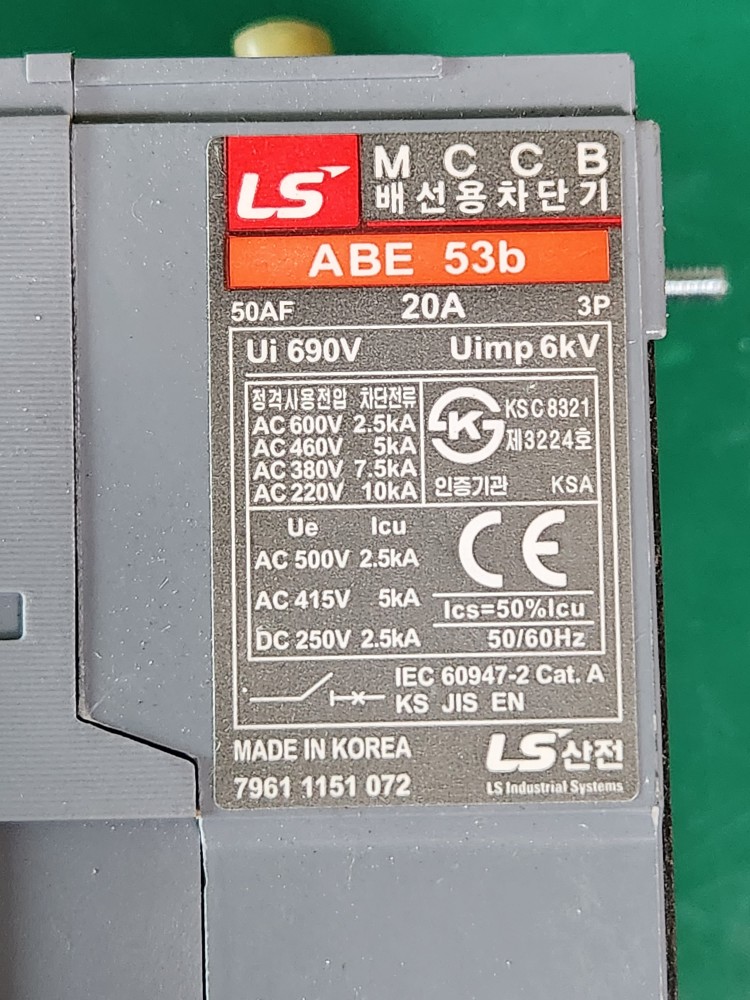 LS
M C C B
배선용차단기
ABE 53b
50AF 20A 3P
Ui 690V Uimp 6kV
정격사용전압 차단전류
AC 600V 2.5kA
AC 460V 5kA
AC 380V 7.5kA
AC 220V 10kA
K
KS C 8321
제3224호
인증기관 KSA
Ue Icu
AC 500V 2.5kA
AC 415V 5kA
DC 250V 2.5kA
CE
Ics=50%Icu
50/60Hz
IEC 60947-2 Cat. A
KS JIS EN
MADE IN KOREA
7961 1151 072
LS산전
LS Industrial Systems